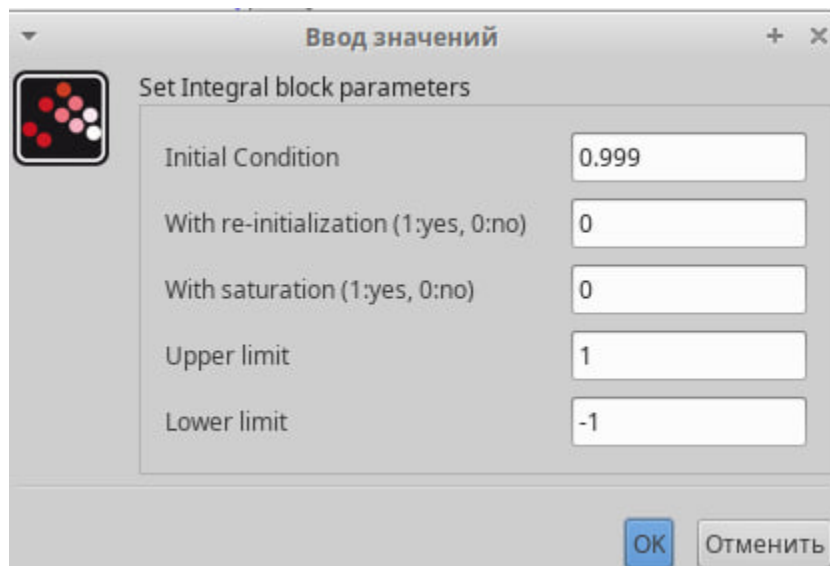 Ввод значений
Set Integral block parameters
Initial Condition 0.999
With re-initialization (1:yes, 0:no) 0
With saturation (1:yes, 0:no) 0
Upper limit 1
Lower limit -1
OK Отменить